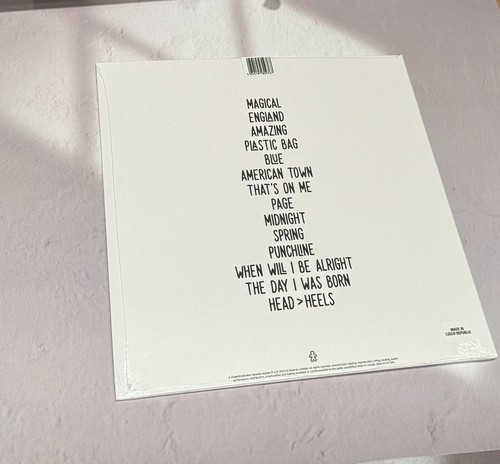 MAGICAL
ENGLAND
AMAZING
PLASTIC BAG
BLUE
AMERICAN TOWN
THAT'S ON ME
PAGE
MIDNIGHT
SPRING
PUNCHLINE
WHEN WILL I BE ALRIGHT
THE DAY I WAS BORN
HEAD > HEELS
MADE IN
CZECH REPUBLIC